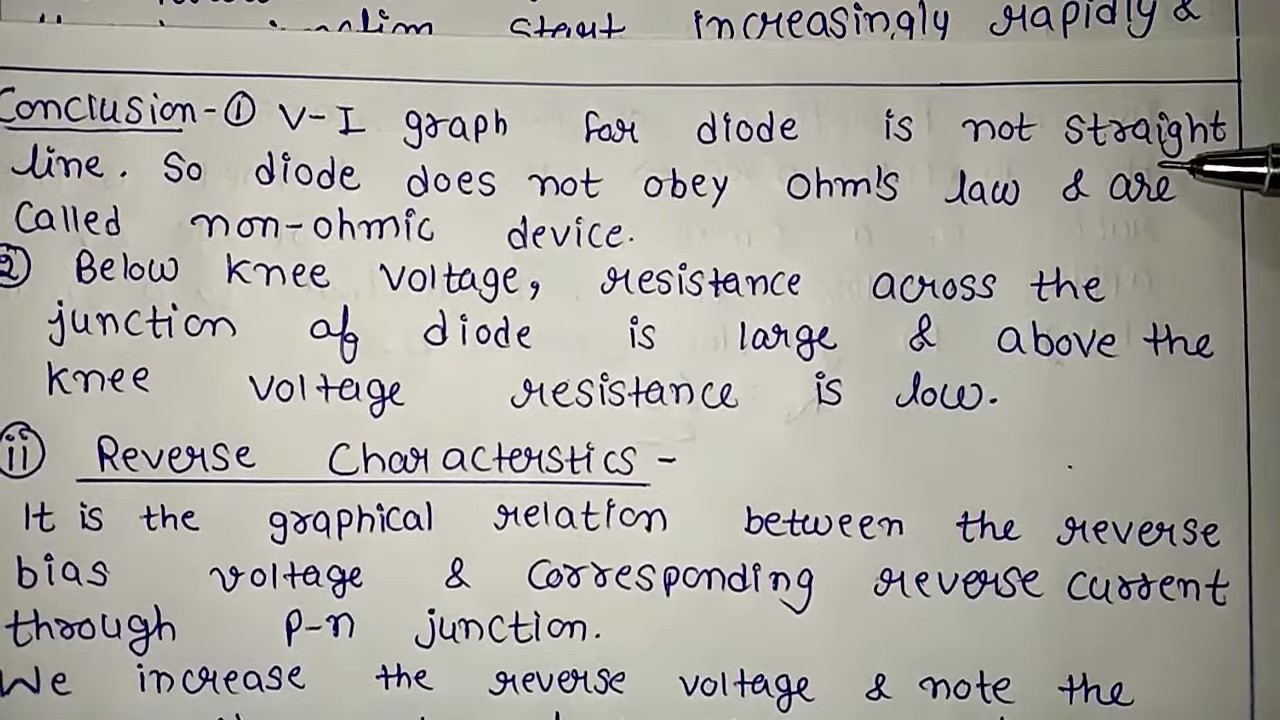 start increasingly rapidly &
Conclusion - ① V-I graph for diode is not straight
line. So diode does not obey Ohm's law & are
Called non-ohmic device.
② Below knee voltage, resistance across the
junction of diode is large & above the
knee voltage resistance is low.
ⓘⓘ Reverse Characterstics -
It is the graphical relation between the reverse
bias voltage & corresponding reverse current
through p-n junction.
We increase the reverse voltage & note the